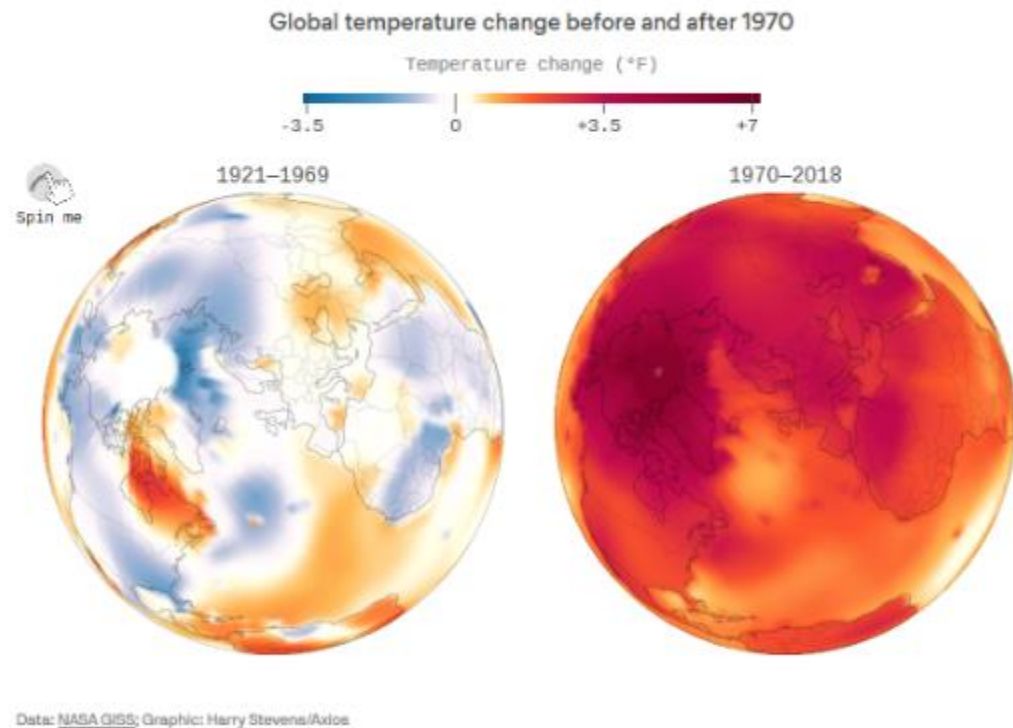 Global temperature change before and after 1970
Temperature change (°F)
-3.5 0 +3.5 +7
1921—1969 1970—2018
Spin me
Data: NASA GISS; Graphic: Harry Stevens/Axios